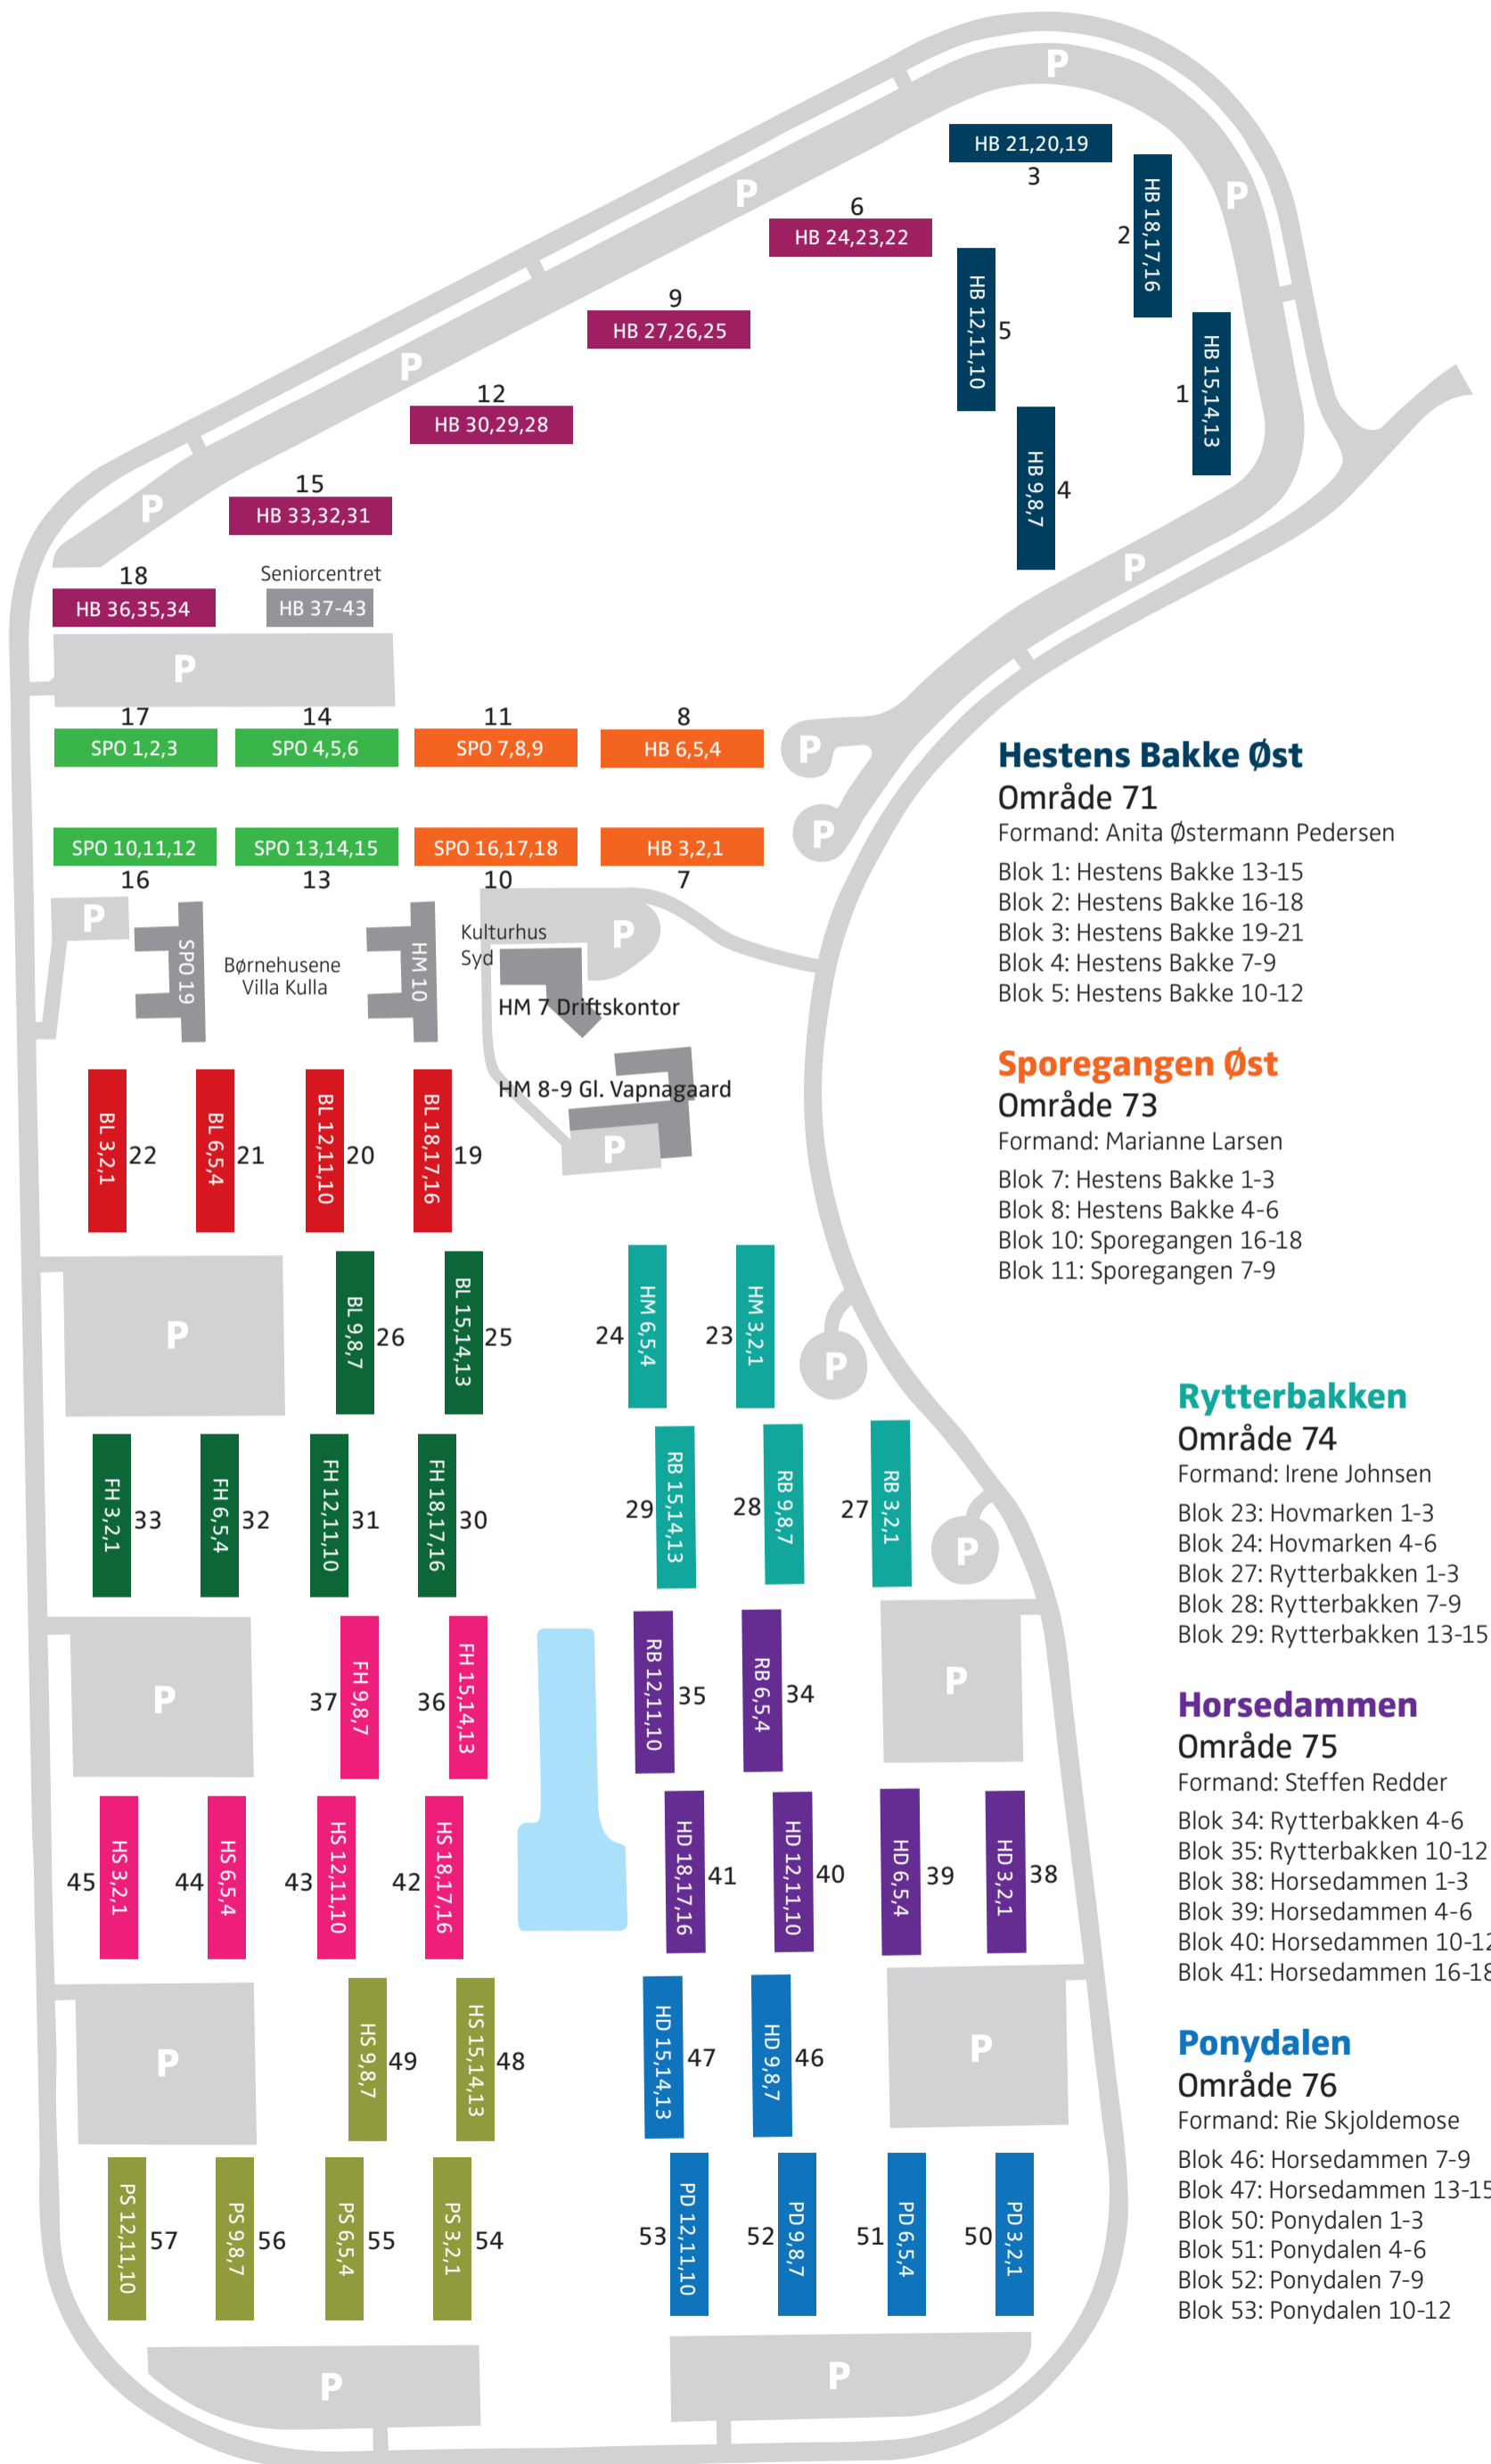 P
HB 21,20,19
3
P
HB 18,17,16
2
P
6
HB 24,23,22
HB 12,11,10
5
9
HB 27,26,25
HB 15,14,13
1
P
12
HB 30,29,28
HB 9,8,7
4
15
HB 33,32,31
P
P
18
HB 36,35,34
Seniorcentret
HB 37-43
P
17
SPO 1,2,3
14
SPO 4,5,6
11
SPO 7,8,9
8
HB 6,5,4
P
P
SPO 10,11,12
16
SPO 13,14,15
13
SPO 16,17,18
10
HB 3,2,1
7
P
SPO 19
Børnehusene
Villa Kulla
HM 10
Kulturhus
Syd
P
HM 7 Driftskontor
HM 8-9 Gl. Vapnagaard
P
BL 3,2,1
22
BL 6,5,4
21
BL 12,11,10
20
BL 18,17,16
19
P
BL 9,8,7
26
BL 15,14,13
25
24
HM 6,5,4
23
HM 3,2,1
P
FH 3,2,1
33
FH 6,5,4
32
FH 12,11,10
31
FH 18,17,16
30
29
RB 15,14,13
28
RB 9,8,7
27
RB 3,2,1
P
P
37
FH 9,8,7
36
FH 15,14,13
RB 12,11,10
35
RB 6,5,4
34
P
45
HS 3,2,1
44
HS 6,5,4
43
HS 12,11,10
42
HS 18,17,16
HD 18,17,16
41
HD 12,11,10
40
HD 6,5,4
39
HD 3,2,1
38
P
HS 9,8,7
49
HS 15,14,13
48
HD 15,14,13
47
HD 9,8,7
46
P
PS 12,11,10
57
PS 9,8,7
56
PS 6,5,4
55
PS 3,2,1
54
53
PD 12,11,10
52
PD 9,8,7
51
PD 6,5,4
50
PD 3,2,1
P
P
Hestens Bakke Øst
Område 71
Formand: Anita Østermann Pedersen
Blok 1: Hestens Bakke 13-15
Blok 2: Hestens Bakke 16-18
Blok 3: Hestens Bakke 19-21
Blok 4: Hestens Bakke 7-9
Blok 5: Hestens Bakke 10-12
Sporegangen Øst
Område 73
Formand: Marianne Larsen
Blok 7: Hestens Bakke 1-3
Blok 8: Hestens Bakke 4-6
Blok 10: Sporegangen 16-18
Blok 11: Sporegangen 7-9
Rytterbakken
Område 74
Formand: Irene Johnsen
Blok 23: Hovmarken 1-3
Blok 24: Hovmarken 4-6
Blok 27: Rytterbakken 1-3
Blok 28: Rytterbakken 7-9
Blok 29: Rytterbakken 13-15
Horsedammen
Område 75
Formand: Steffen Redder
Blok 34: Rytterbakken 4-6
Blok 35: Rytterbakken 10-12
Blok 38: Horsedammen 1-3
Blok 39: Horsedammen 4-6
Blok 40: Horsedammen 10-12
Blok 41: Horsedammen 16-18
Ponydalen
Område 76
Formand: Rie Skjoldemose
Blok 46: Horsedammen 7-9
Blok 47: Horsedammen 13-15
Blok 50: Ponydalen 1-3
Blok 51: Ponydalen 4-6
Blok 52: Ponydalen 7-9
Blok 53: Ponydalen 10-12